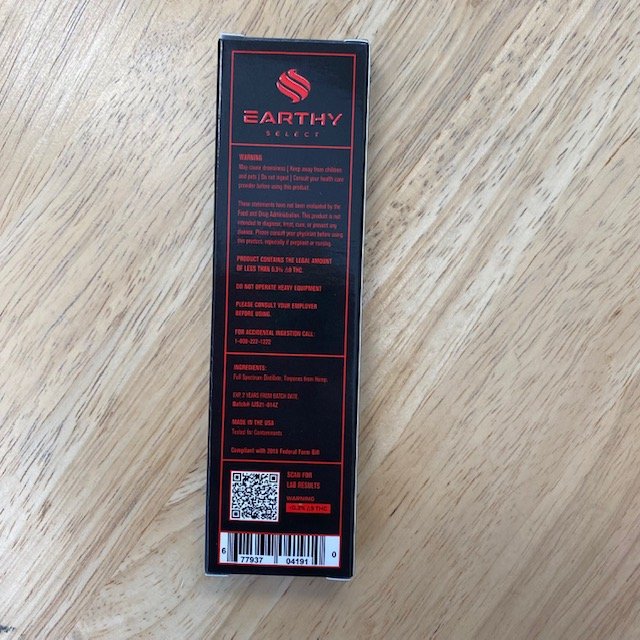 EARTHY
SELECT
WARNING
May cause drowsiness | Keep away from children
and pets | Do not ingest | Consult your health care
provider before using this product.
These statements have not been evaluated by the
Food and Drug Administration. This product is not
intended to diagnose, treat, cure, or prevent any
disease. Please consult your physician before using
this product, especially if pregnant or nursing.
PRODUCT CONTAINS THE LEGAL AMOUNT
OF LESS THAN 0.3% Δ9 THC.
DO NOT OPERATE HEAVY EQUIPMENT
PLEASE CONSULT YOUR EMPLOYER
BEFORE USING.
FOR ACCIDENTAL INGESTION CALL:
1-800-222-1222
INGREDIENTS:
Full Spectrum Distillate, Terpenes from Hemp.
EXP. 2 YEARS FROM BATCH DATE
Batch#
MADE IN THE USA
Tested for Contaminants
Compliant with 2018 Federal Farm Bill
SCAN FOR
LAB RESULTS
WARNING
<0.3% Δ9 THC
6 77937 04191 0